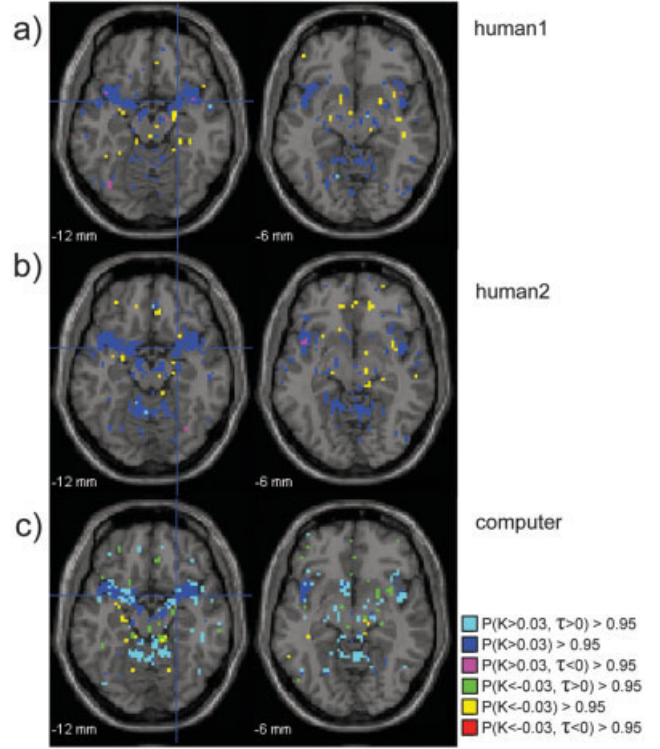 a)
human1
-12 mm
-6 mm
b)
human2
-12 mm
-6 mm
c)
computer
-12 mm
-6 mm
P(K>0.03, τ>0) > 0.95
P(K>0.03) > 0.95
P(K>0.03, τ<0) > 0.95
P(K<-0.03, τ>0) > 0.95
P(K<-0.03) > 0.95
P(K<-0.03, τ<0) > 0.95